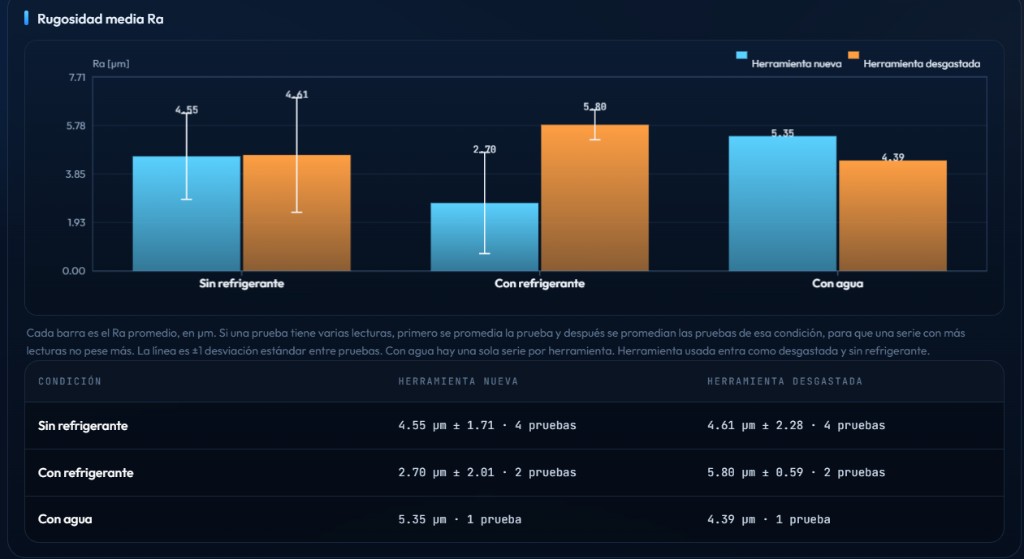 Rugosidad media Ra
Ra [µm]
Herramienta nueva Herramienta desgastada
7.71
5.78
3.85
1.93
0.00
4.55
4.61
2.70
5.80
5.35
4.39
Sin refrigerante
Con refrigerante
Con agua
Cada barra es el Ra promedio, en µm. Si una prueba tiene varias lecturas, primero se promedia la prueba y después se promedian las pruebas de esa condición, para que una serie con más
lecturas no pese más. La línea es ±1 desviación estándar entre pruebas. Con agua hay una sola serie por herramienta. Herramienta usada entra como desgastada y sin refrigerante.
CONDICIÓN HERRAMIENTA NUEVA HERRAMIENTA DESGASTADA
Sin refrigerante 4.55 µm ± 1.71 · 4 pruebas 4.61 µm ± 2.28 · 4 pruebas
Con refrigerante 2.70 µm ± 2.01 · 2 pruebas 5.80 µm ± 0.59 · 2 pruebas
Con agua 5.35 µm · 1 prueba 4.39 µm · 1 prueba